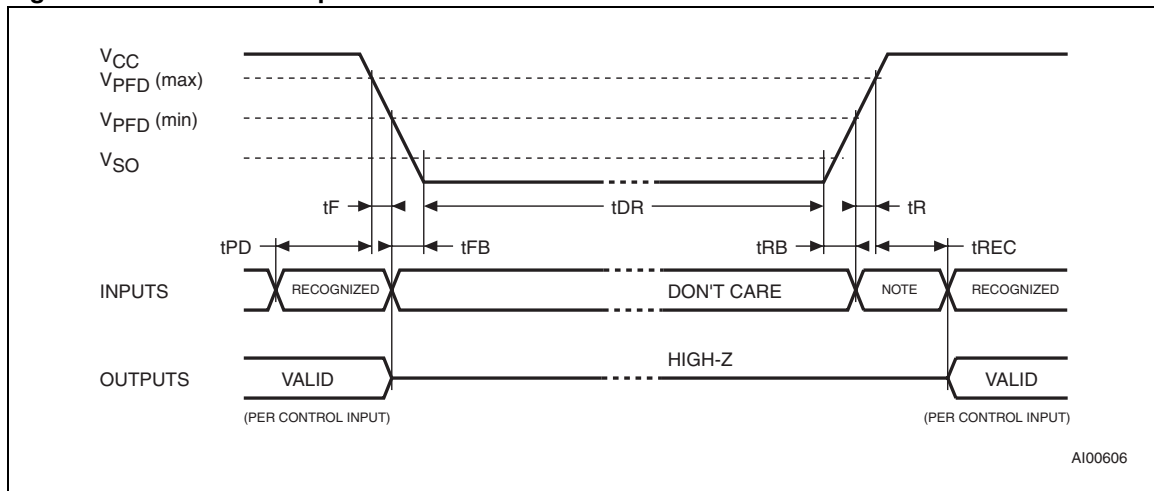 VCC
VPFD (max)
VPFD (min)
VSO
tF
tDR
tR
tPD
tFB
tRB
tREC
INPUTS
RECOGNIZED
DON'T CARE
NOTE
RECOGNIZED
HIGH-Z
OUTPUTS
VALID
VALID
(PER CONTROL INPUT)
(PER CONTROL INPUT)
AI00606